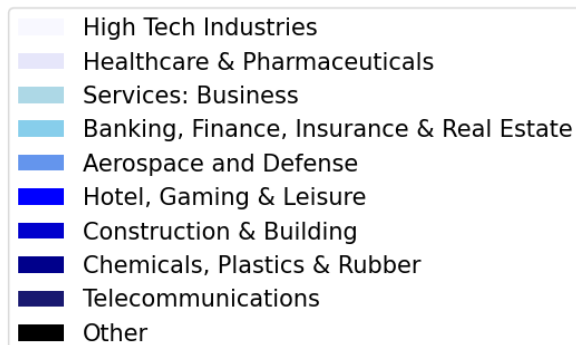 High Tech Industries
Healthcare & Pharmaceuticals
Services: Business
Banking, Finance, Insurance & Real Estate
Aerospace and Defense
Hotel, Gaming & Leisure
Construction & Building
Chemicals, Plastics & Rubber
Telecommunications
Other